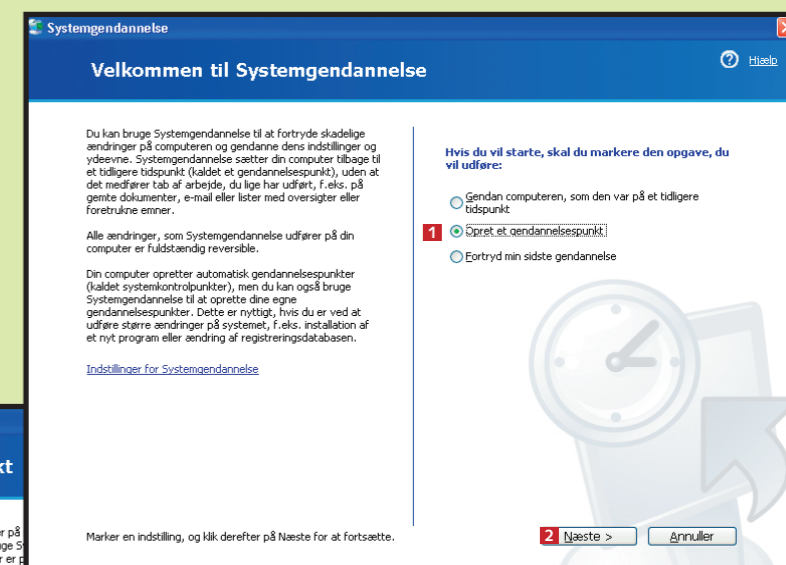 Systemgendannelse
Velkommen til Systemgendannelse
Hjælp
Du kan bruge Systemgendannelse til at fortryde skadelige
ændringer på computeren og gendanne dens indstillinger og
ydeevne. Systemgendannelse sætter din computer tilbage til
et tidligere tidspunkt (kaldet et gendannelsespunkt), uden at
det medfører tab af arbejde, du lige har udført, f.eks. på
gemte dokumenter, e-mail eller lister med oversigter eller
foretrukne emner.
Alle ændringer, som Systemgendannelse udfører på din
computer er fuldstændig reversible.
Din computer opretter automatisk gendannelsespunkter
(kaldet systemkontrolpunkter), men du kan også bruge
Systemgendannelse til at oprette dine egne
gendannelsespunkter. Dette er nyttigt, hvis du er ved at
udføre større ændringer på systemet, f.eks. installation af
et nyt program eller ændring af registreringsdatabasen.
Indstillinger for Systemgendannelse
Hvis du vil starte, skal du markere den opgave, du
vil udføre:
Gendan computeren, som den var på et tidligere
tidspunkt
1 Opret et gendannelsespunkt
Fortryd min sidste gendannelse
Marker en indstilling, og klik derefter på Næste for at fortsætte.
2 Næste >
Annuller
kt
er på
ge S
r er p